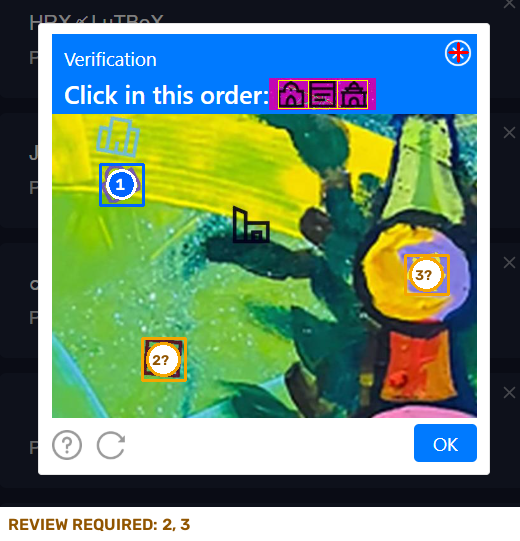 Verification
Click in this order:
1
3?
2?
OK
REVIEW REQUIRED: 2, 3